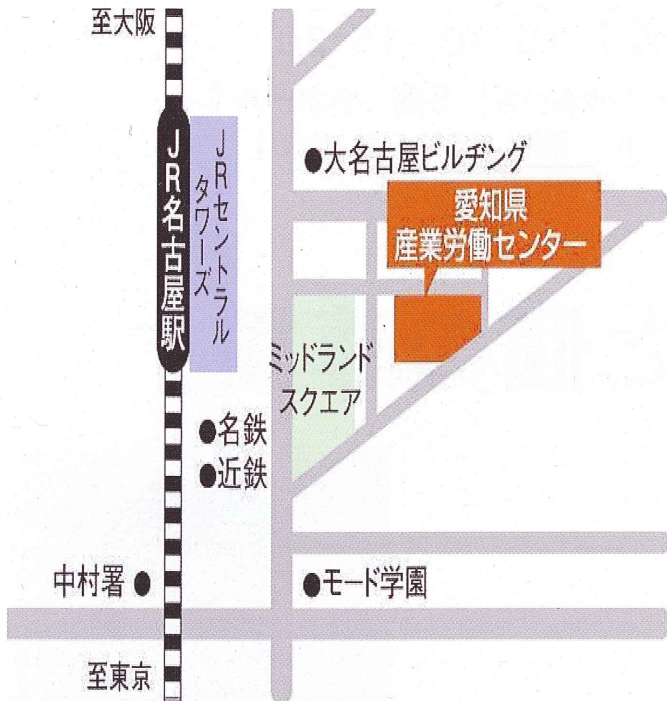 至大阪
JR名古屋駅
JRセントラル
タワーズ
●大名古屋ビルヂング
愛知県
産業労働センター
ミッドランド
スクエア
●名鉄
●近鉄
中村署●
●モード学園
至東京